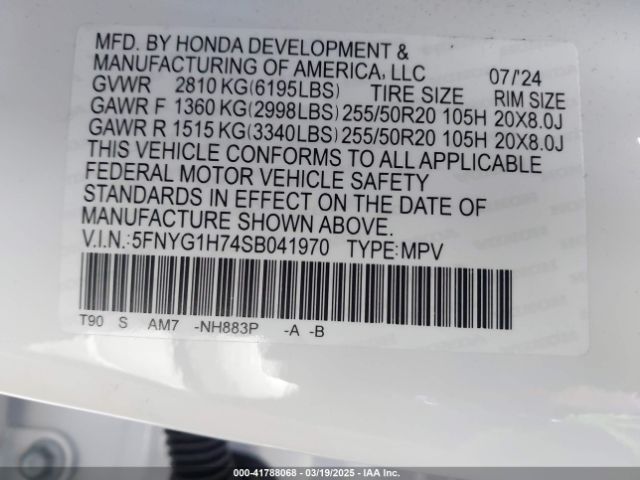 MFD. BY HONDA DEVELOPMENT &
MANUFACTURING OF AMERICA, LLC 07/'24
GVWR 2810 KG(6195LBS) TIRE SIZE RIM SIZE
GAWR F 1360 KG(2998LBS) 255/50R20 105H 20X8.0J
GAWR R 1515 KG(3340LBS) 255/50R20 105H 20X8.0J
THIS VEHICLE CONFORMS TO ALL APPLICABLE
FEDERAL MOTOR VEHICLE SAFETY
STANDARDS IN EFFECT ON THE DATE OF
MANUFACTURE SHOWN ABOVE.
V.I.N.:5FNYG1H74SB041970 TYPE:MPV
T90 S AM7 -NH883P -A -B
000-41788068 - 03/19/2025 - IAA Inc.